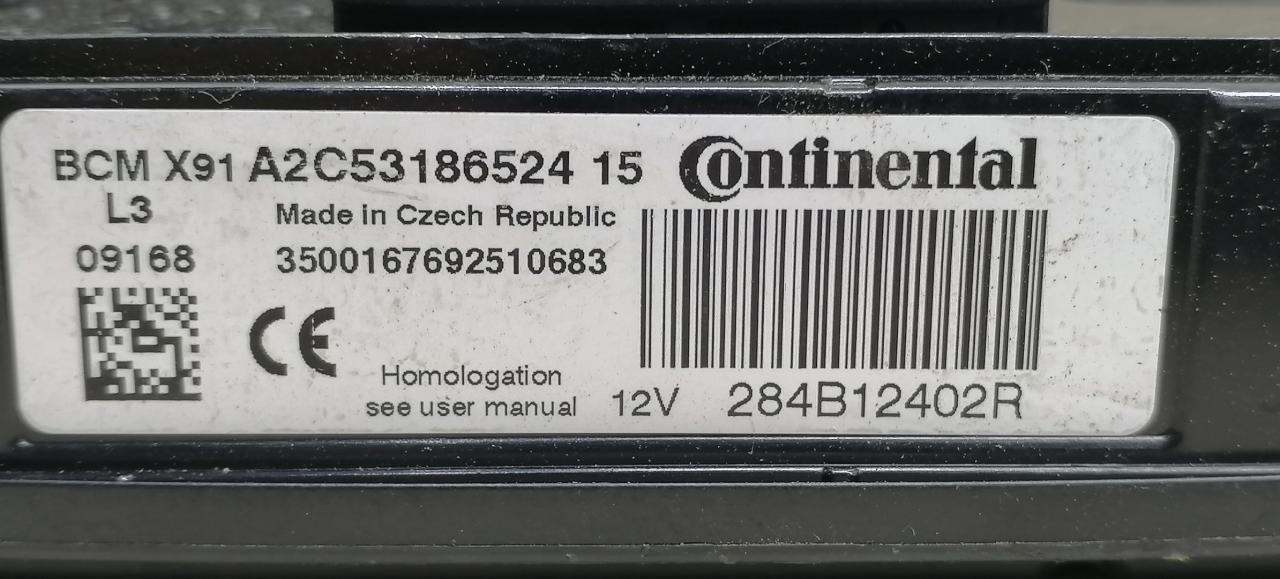 BCM X91 A2C53186524 15 Continental
L3
Made in Czech Republic
09168
3500167692510683
CE
Homologation
see user manual
12V 284B12402R